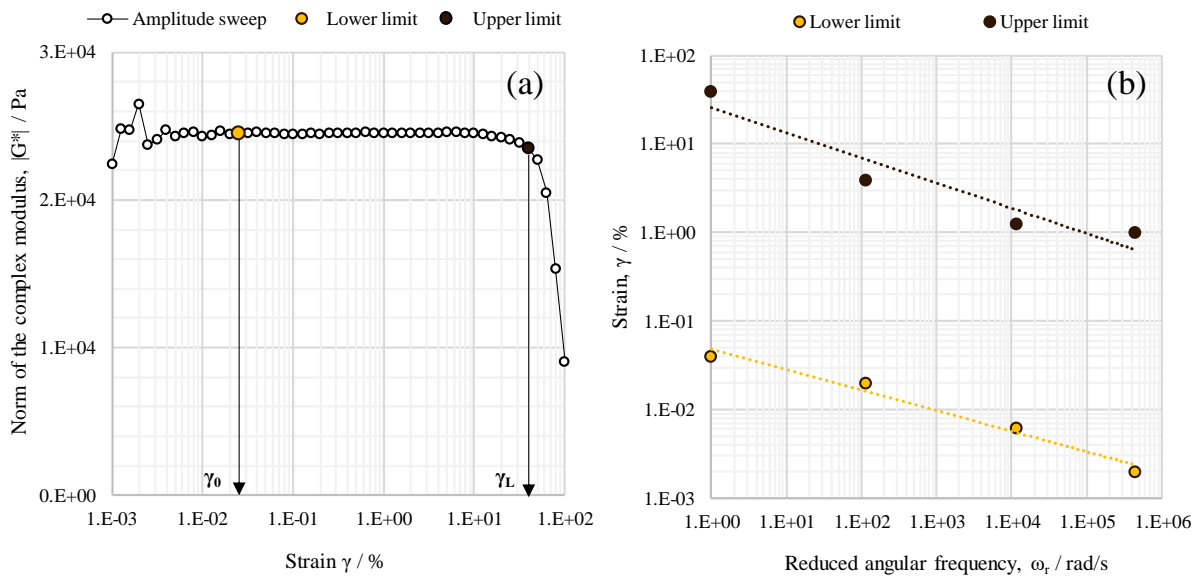 Amplitude sweep Lower limit Upper limit
(a)
Norm of the complex modulus, |G*| / Pa
3.E+04
2.E+04
1.E+04
0.E+00
γ₀
γL
1.E-03 1.E-02 1.E-01 1.E+00 1.E+01 1.E+02
Strain γ / %
Lower limit Upper limit
(b)
Strain, γ / %
1.E+02
1.E+01
1.E+00
1.E-01
1.E-02
1.E-03
1.E+00 1.E+01 1.E+02 1.E+03 1.E+04 1.E+05 1.E+06
Reduced angular frequency, ωr / rad/s